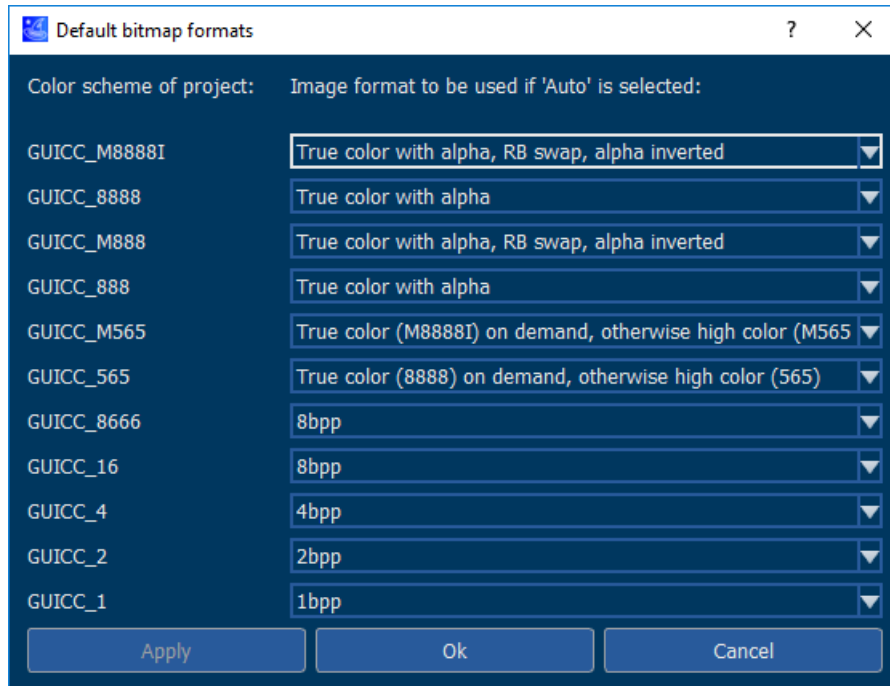 Default bitmap formats ?
Color scheme of project: Image format to be used if 'Auto' is selected:
GUICC_M8888I True color with alpha, RB swap, alpha inverted
GUICC_8888 True color with alpha
GUICC_M888 True color with alpha, RB swap, alpha inverted
GUICC_888 True color with alpha
GUICC_M565 True color (M8888I) on demand, otherwise high color (M565
GUICC_565 True color (8888) on demand, otherwise high color (565)
GUICC_8666 8bpp
GUICC_16 8bpp
GUICC_4 4bpp
GUICC_2 2bpp
GUICC_1 1bpp
Apply Ok Cancel